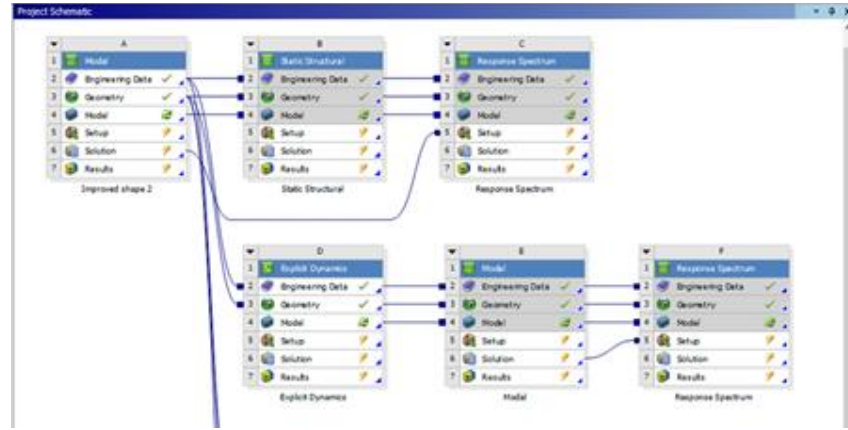 Project Schematic
A
1 Modal
2 Engineering Data
3 Geometry
4 Model
5 Setup
6 Solution
7 Results
Improved shape 2
B
1 Static Structural
2 Engineering Data
3 Geometry
4 Model
5 Setup
6 Solution
7 Results
Static Structural
C
1 Response Spectrum
2 Engineering Data
3 Geometry
4 Model
5 Setup
6 Solution
7 Results
Response Spectrum
D
1 Explicit Dynamics
2 Engineering Data
3 Geometry
4 Model
5 Setup
6 Solution
7 Results
Explicit Dynamics
E
1 Modal
2 Engineering Data
3 Geometry
4 Model
5 Setup
6 Solution
7 Results
Modal
F
1 Response Spectrum
2 Engineering Data
3 Geometry
4 Model
5 Setup
6 Solution
7 Results
Response Spectrum